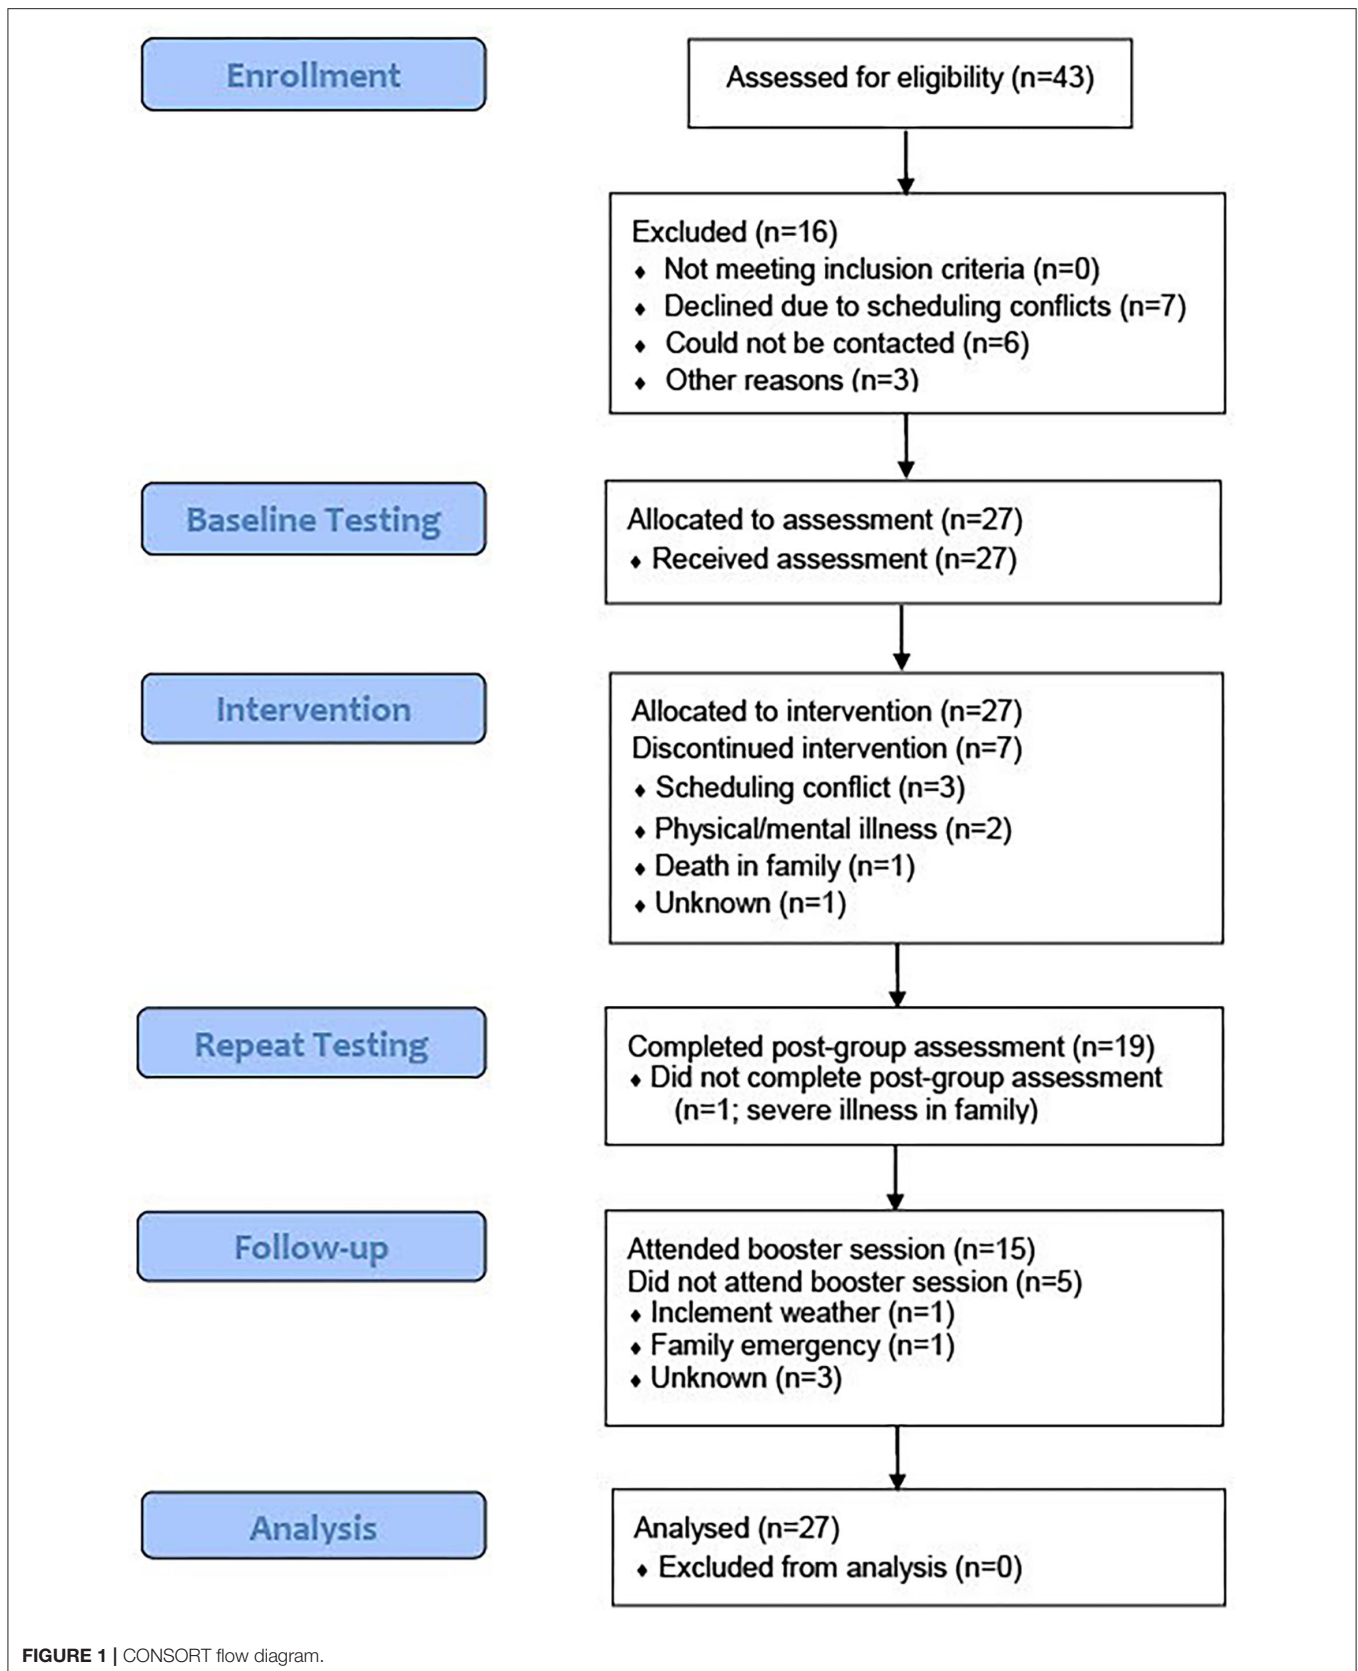 Enrollment
Assessed for eligibility (n=43)
Excluded (n=16)
♦ Not meeting inclusion criteria (n=0)
♦ Declined due to scheduling conflicts (n=7)
♦ Could not be contacted (n=6)
♦ Other reasons (n=3)
Baseline Testing
Allocated to assessment (n=27)
♦ Received assessment (n=27)
Intervention
Allocated to intervention (n=27)
Discontinued intervention (n=7)
♦ Scheduling conflict (n=3)
♦ Physical/mental illness (n=2)
♦ Death in family (n=1)
♦ Unknown (n=1)
Repeat Testing
Completed post-group assessment (n=19)
♦ Did not complete post-group assessment
(n=1; severe illness in family)
Follow-up
Attended booster session (n=15)
Did not attend booster session (n=5)
♦ Inclement weather (n=1)
♦ Family emergency (n=1)
♦ Unknown (n=3)
Analysis
Analysed (n=27)
♦ Excluded from analysis (n=0)
FIGURE 1 | CONSORT flow diagram.